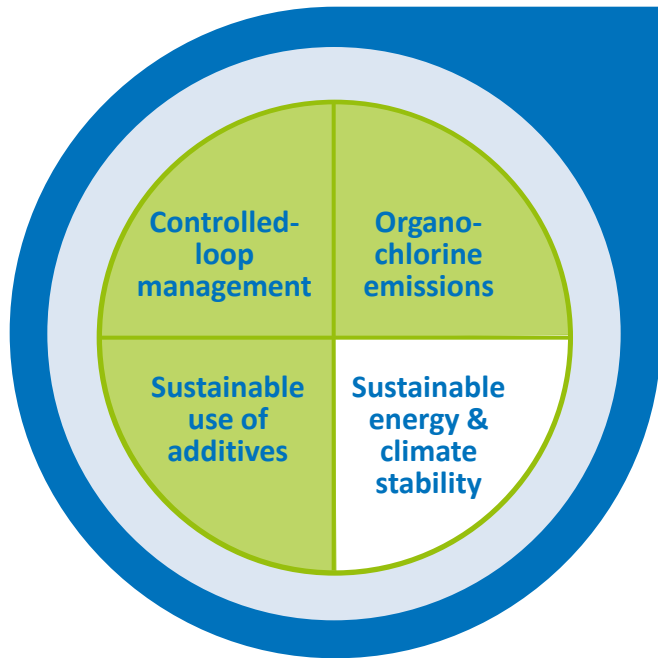 Controlled-
loop
management
Organo-
chlorine
emissions
Sustainable
use of
additives
Sustainable
energy &
climate
stability